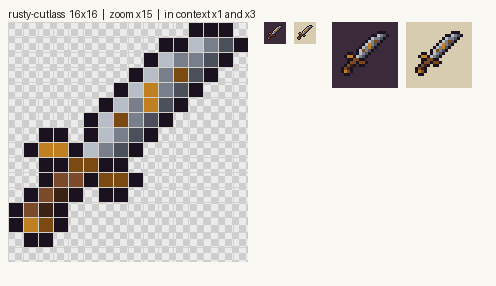 rusty-cutlass 16x16 | zoom x15 | in context x1 and x3